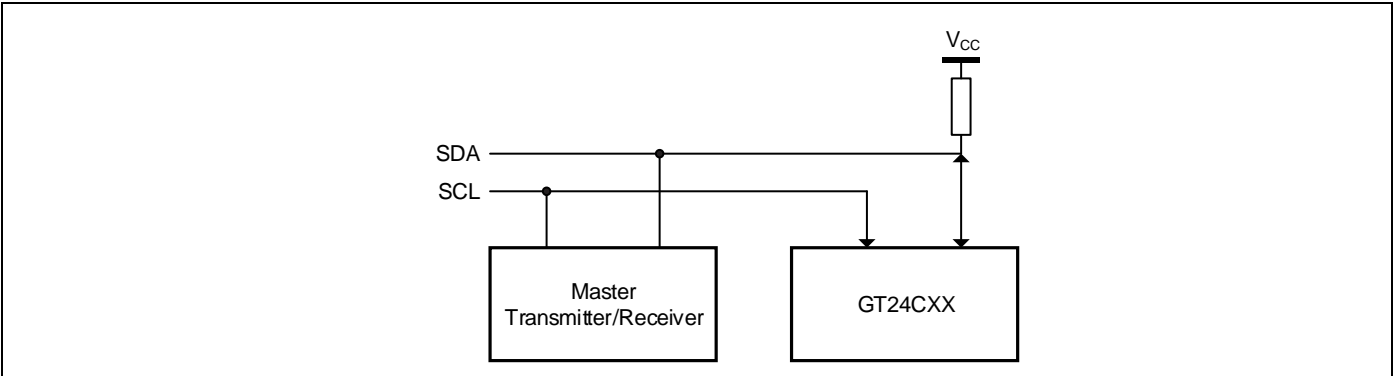 VCC
SDA
SCL
Master
Transmitter/Receiver
GT24CXX